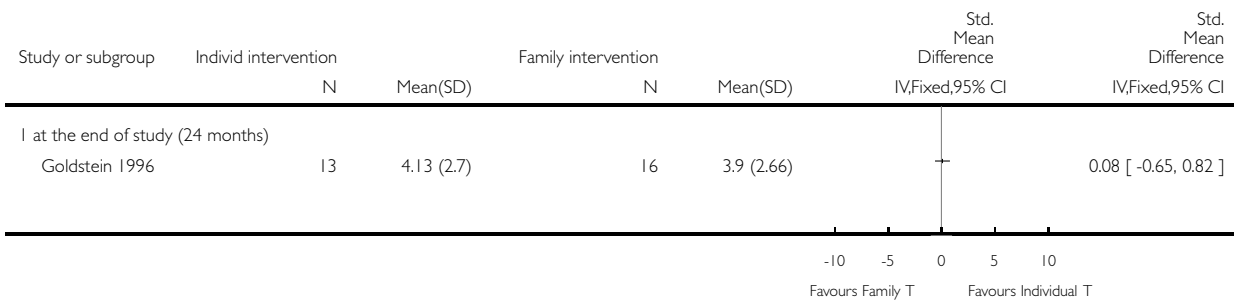 Std. Mean Difference Std. Mean Difference
Study or subgroup Individ intervention Family intervention
N Mean(SD) N Mean(SD) IV,Fixed,95% CI IV,Fixed,95% CI
1 at the end of study (24 months)
Goldstein 1996 13 4.13 (2.7) 16 3.9 (2.66) 0.08 [ -0.65, 0.82 ]
-10 -5 0 5 10
Favours Family T Favours Individual T